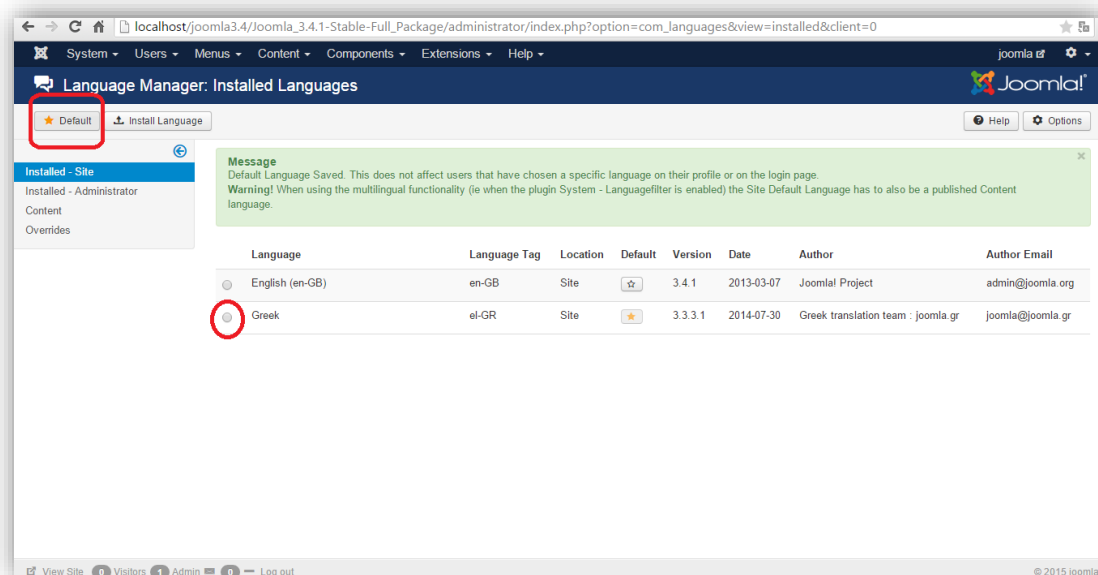 localhost/joomla3.4/Joomla_3.4.1-Stable-Full_Package/administrator/index.php?option=com_languages&view=installed&client=0
System Users Menus Content Components Extensions Help joomla
Language Manager: Installed Languages Joomla!
Default Install Language Help Options
Installed - Site
Installed - Administrator
Content
Overrides
Message
Default Language Saved. This does not affect users that have chosen a specific language on their profile or on the login page.
Warning! When using the multilingual functionality (ie when the plugin System - Languagefilter is enabled) the Site Default Language has to also be a published Content
language.
Language Language Tag Location Default Version Date Author Author Email
English (en-GB) en-GB Site 3.4.1 2013-03-07 Joomla! Project admin@joomla.org
Greek el-GR Site 3.3.3.1 2014-07-30 Greek translation team : joomla.gr joomla@joomla.gr
View Site 0 Visitors 1 Admin 0 Log out © 2015 joomla